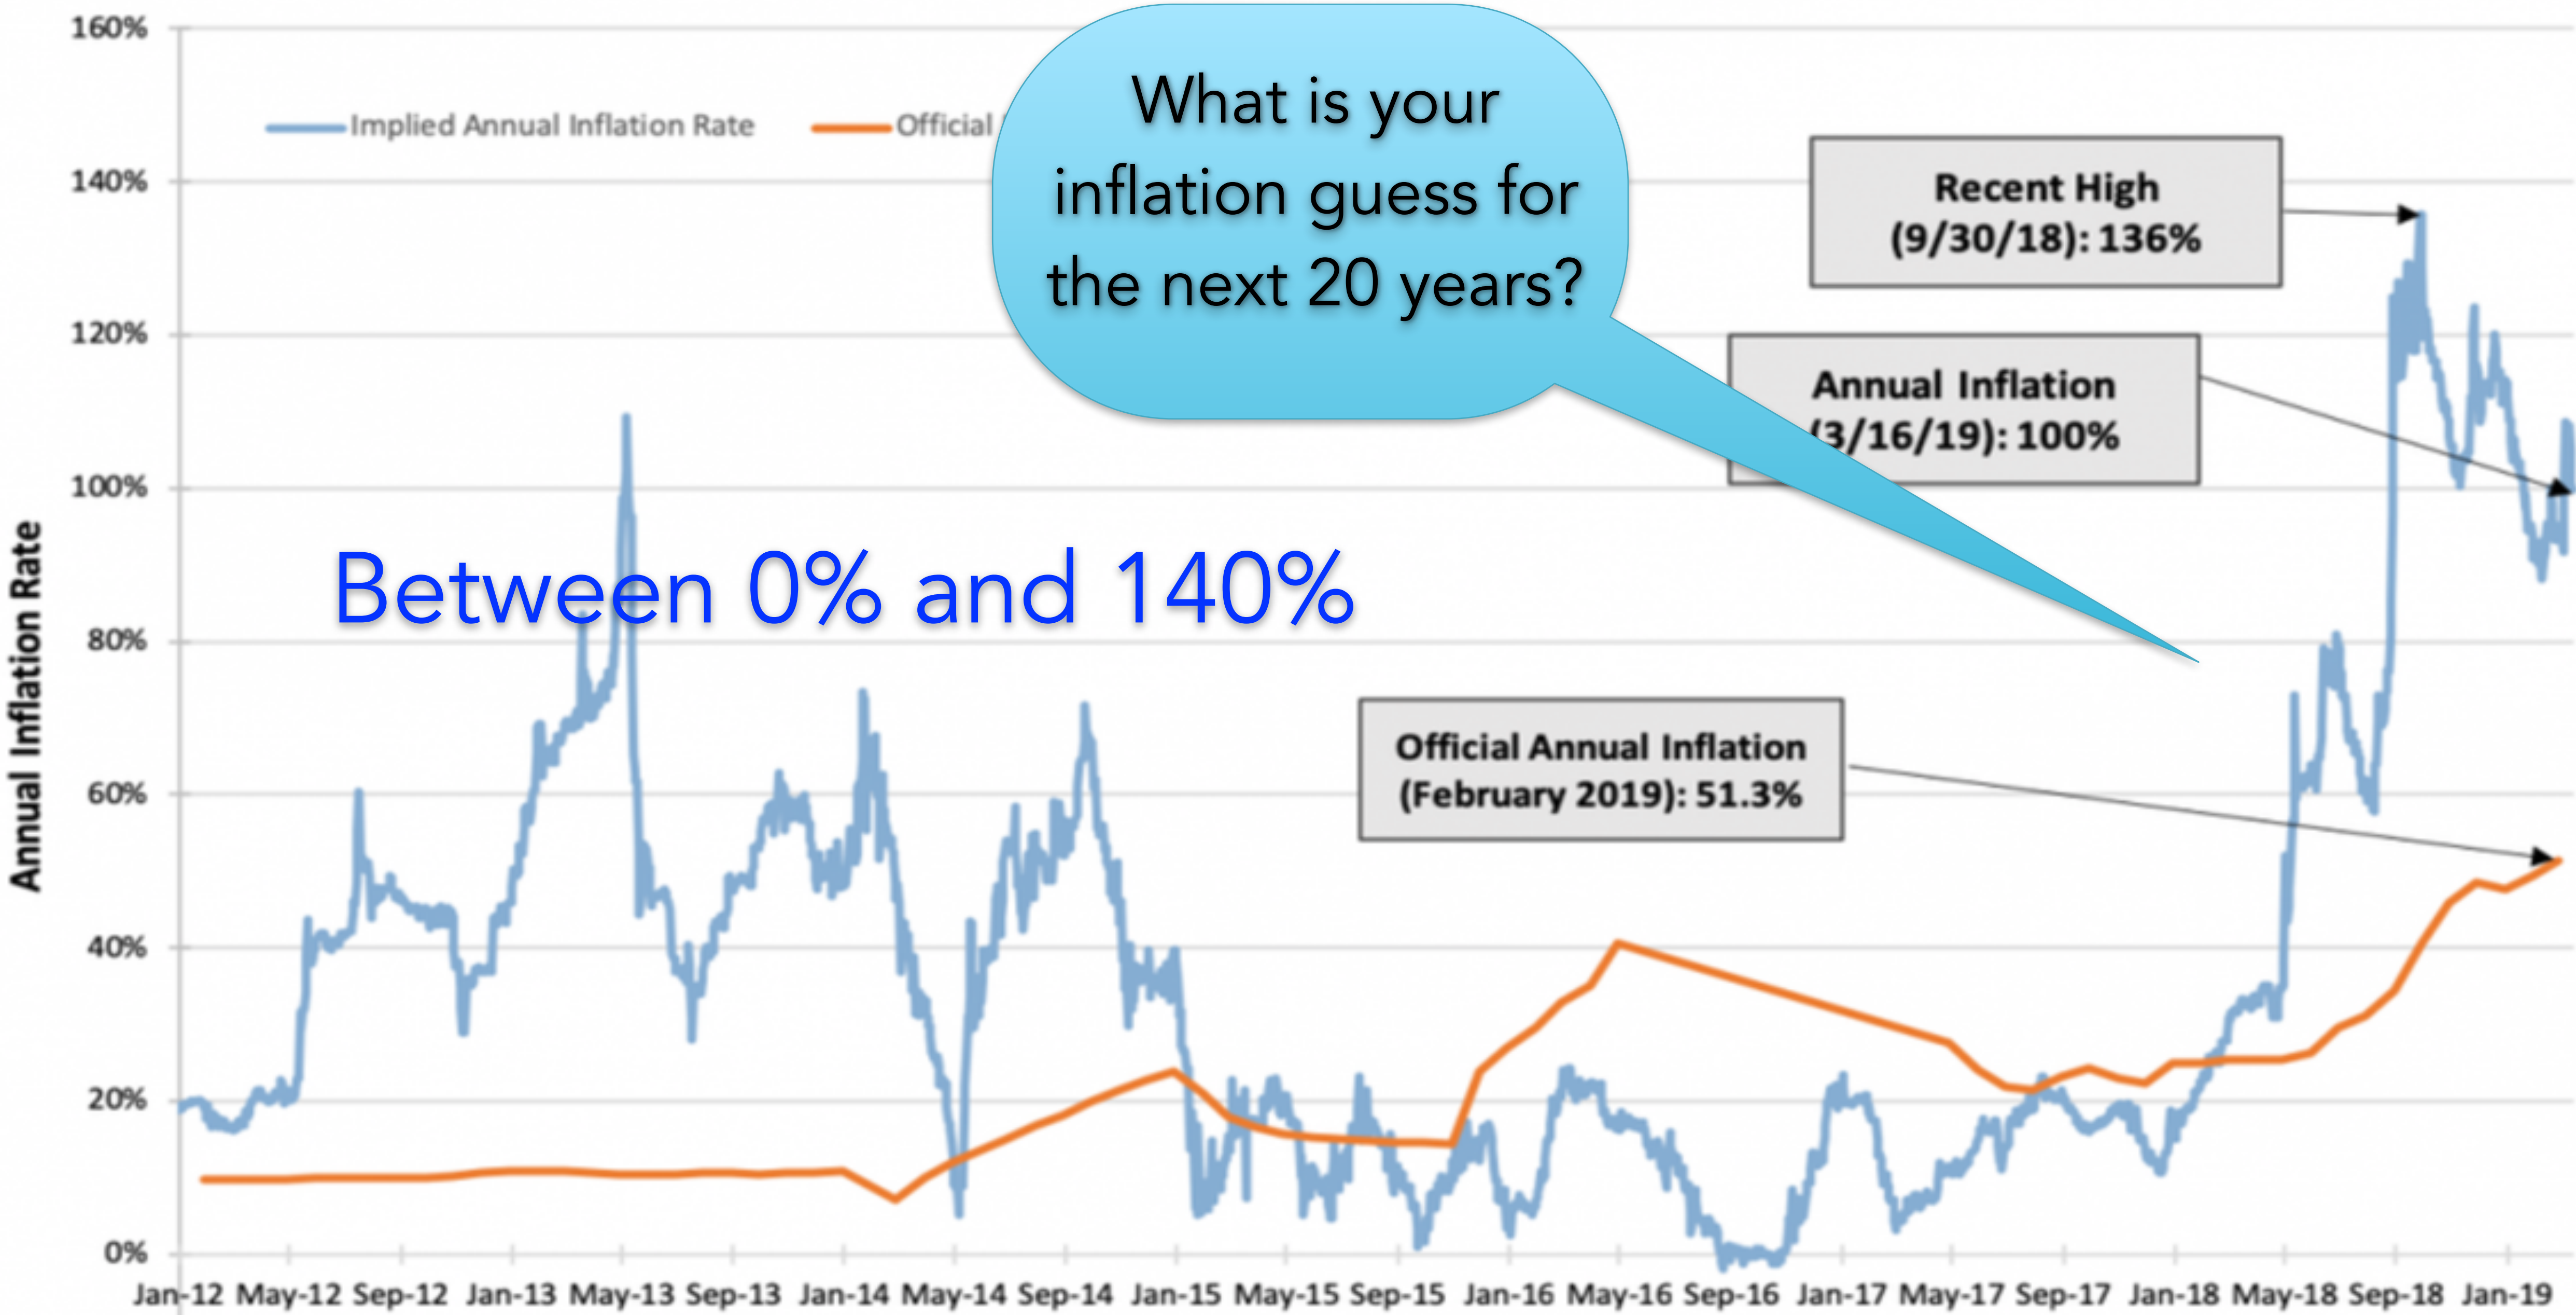 160%
140%
120%
100%
80%
60%
40%
20%
0%
Annual Inflation Rate
Implied Annual Inflation Rate
Official
What is your
inflation guess for
the next 20 years?
Recent High
(9/30/18): 136%
Annual Inflation
(3/16/19): 100%
Between 0% and 140%
Official Annual Inflation
(February 2019): 51.3%
Jan-12 May-12 Sep-12 Jan-13 May-13 Sep-13 Jan-14 May-14 Sep-14 Jan-15 May-15 Sep-15 Jan-16 May-16 Sep-16 Jan-17 May-17 Sep-17 Jan-18 May-18 Sep-18 Jan-19